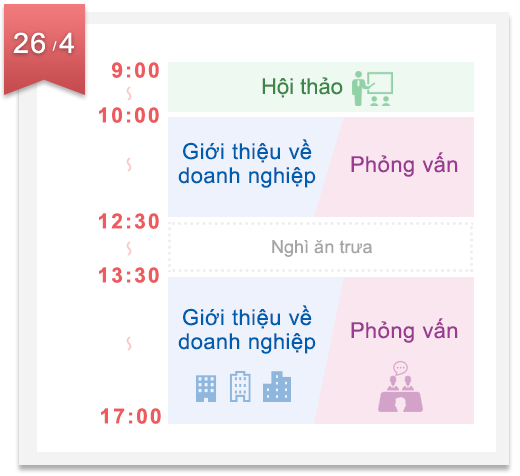 26 / 4
9:00
Hội thảo
10:00
Giới thiệu về
doanh nghiệp
Phỏng vấn
12:30
Nghì ăn trưa
13:30
Giới thiệu về
doanh nghiệp
Phỏng vấn
17:00